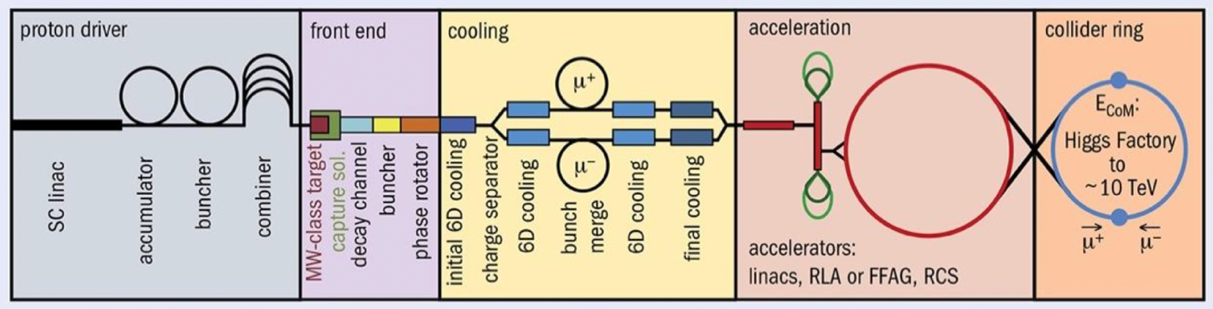 proton driver
SC linac
accumulator
buncher
combiner
front end
MW-class target
capture sol.
decay channel
buncher
phase rotator
cooling
initial 6D cooling
charge separator
6D cooling
μ+
μ−
bunch
merge
6D cooling
final cooling
acceleration
accelerators:
linacs, RLA or FFAG, RCS
collider ring
ECoM:
Higgs Factory
to
~10 TeV
μ+ μ−